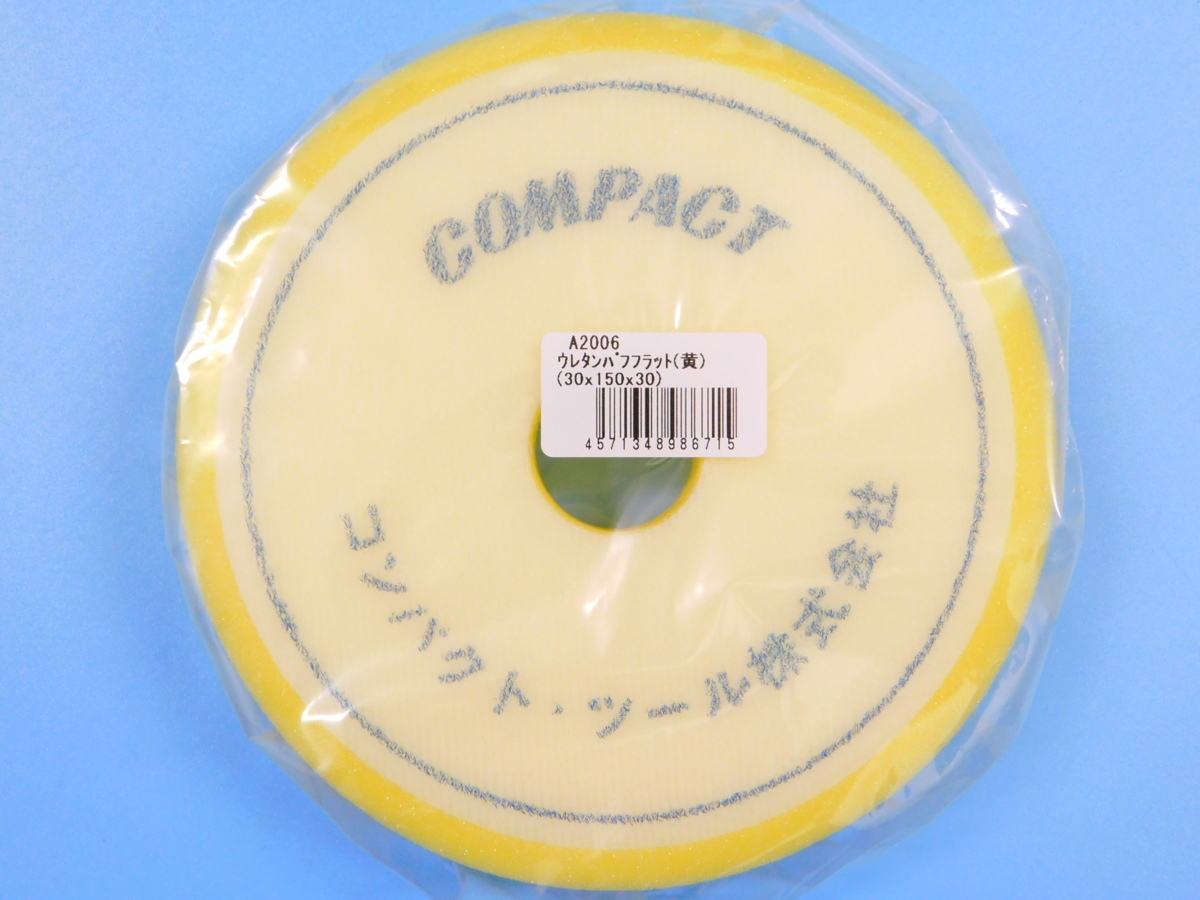 COMPACT
A2006
ｳﾚﾀﾝﾊﾞﾌﾌﾗｯﾄ(黄)
(30x150x30)
4571348986715
コンパクト・ツール株式会社